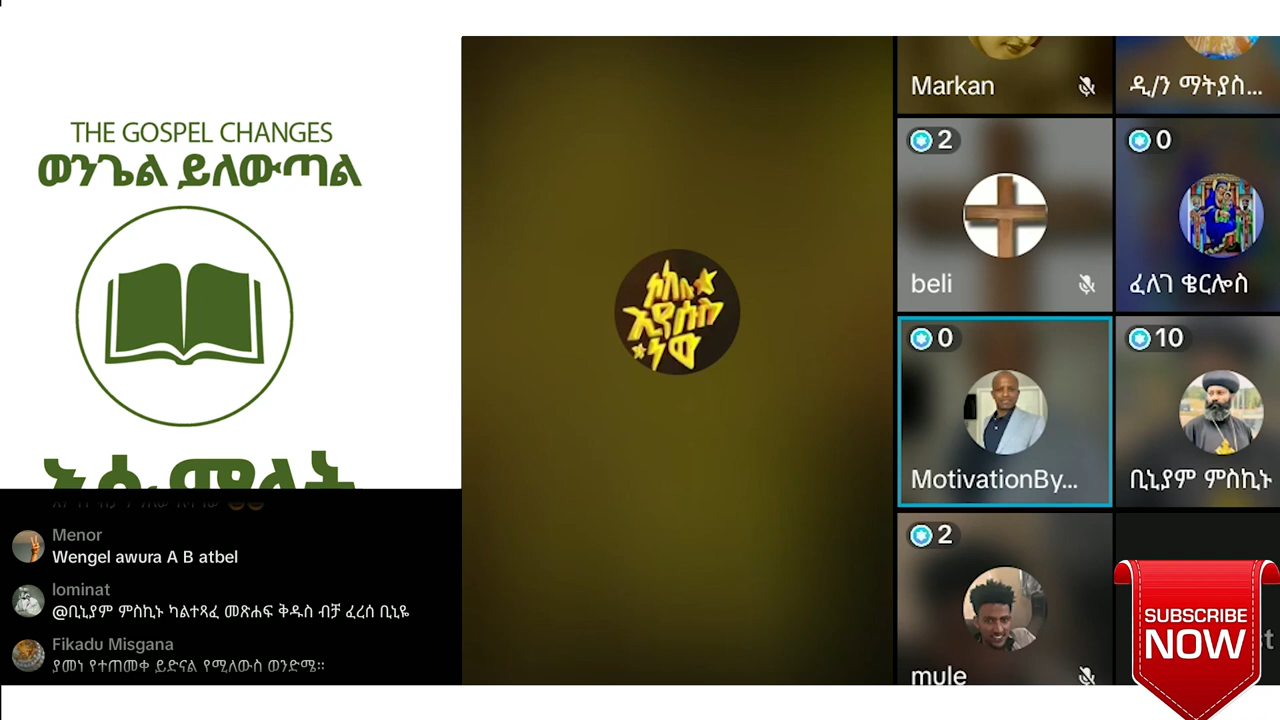 THE GOSPEL CHANGES
ወንጌል ይለውጣል
Menor
Wengel awura A B atbel
lominat
@ቢኒያም ምስኪኑ ካልተጻፈ መጽሐፍ ቅዱስ ብቻ ፈረሰ ቢኒዬ
Fikadu Misgana
ያመነ የተጠመቀ ይድናል የሚለውስ ወንድሜ።
ኢየሱስ
ነው
Markan
ዲ/ን ማትያስ...
2
beli
0
ፈለገ ቄርሎስ
0
MotivationBy...
10
ቢኒያም ምስኪኑ
2
mule
SUBSCRIBE
NOW